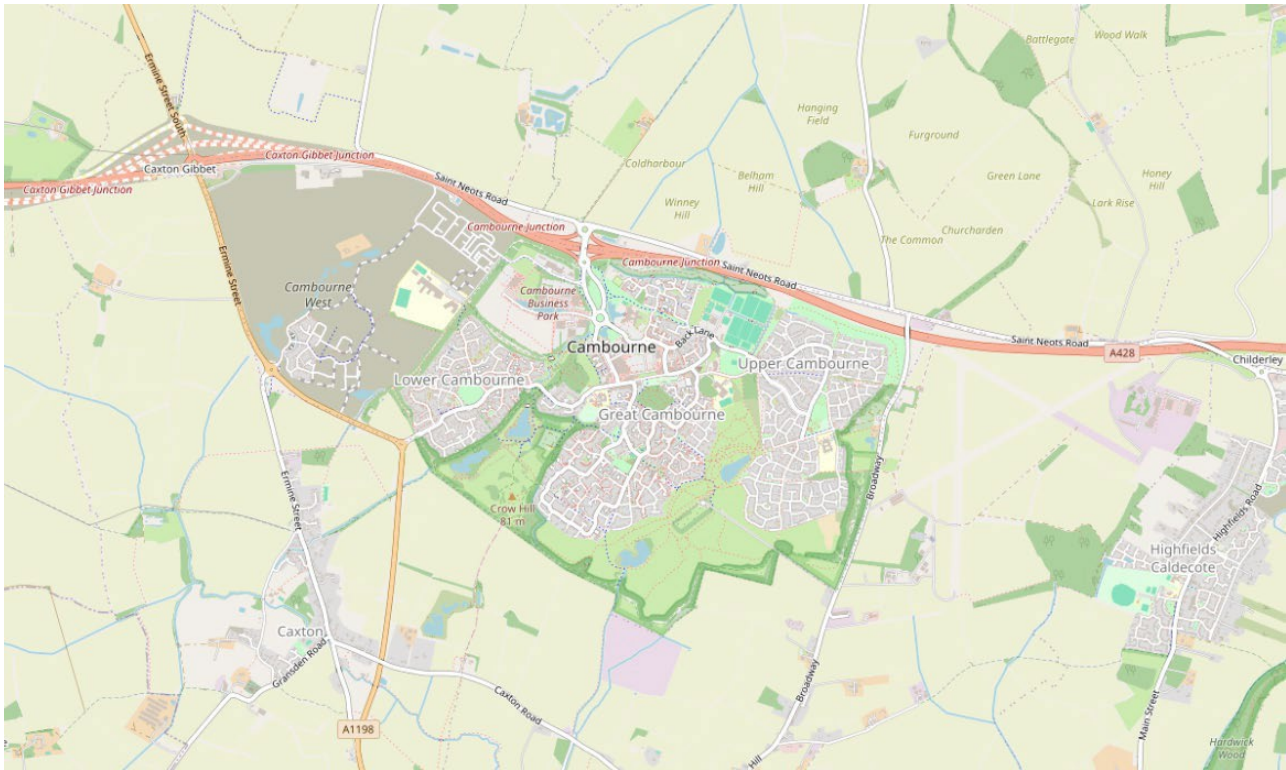 Battlegate
Wood Walk
Ermine Street South
Hanging
Field
Furground
Caxton Gibbet Junction
Caxton Gibbet
Coldharbour
Belham
Hill
Green Lane
Honey
Hill
Caxton Gibbet Junction
Saint Neots Road
Winney
Hill
Lark Rise
Cambourne Junction
Churcharden
The Common
Ermine Street
Cambourne Junction
Saint Neots Road
Cambourne
West
Cambourne
Business
Park
Back Lane
Saint Neots Road
Cambourne
A428
Childerley
Upper Cambourne
Lower Cambourne
Great Cambourne
Broadway
Ermine Street
Crow Hill
81 m
Highfields Road
Highfields
Caldecote
Caxton
Gransden Road
Caxton Road
Broadway
Main Street
A1198
Hill
Hardwick
Wood